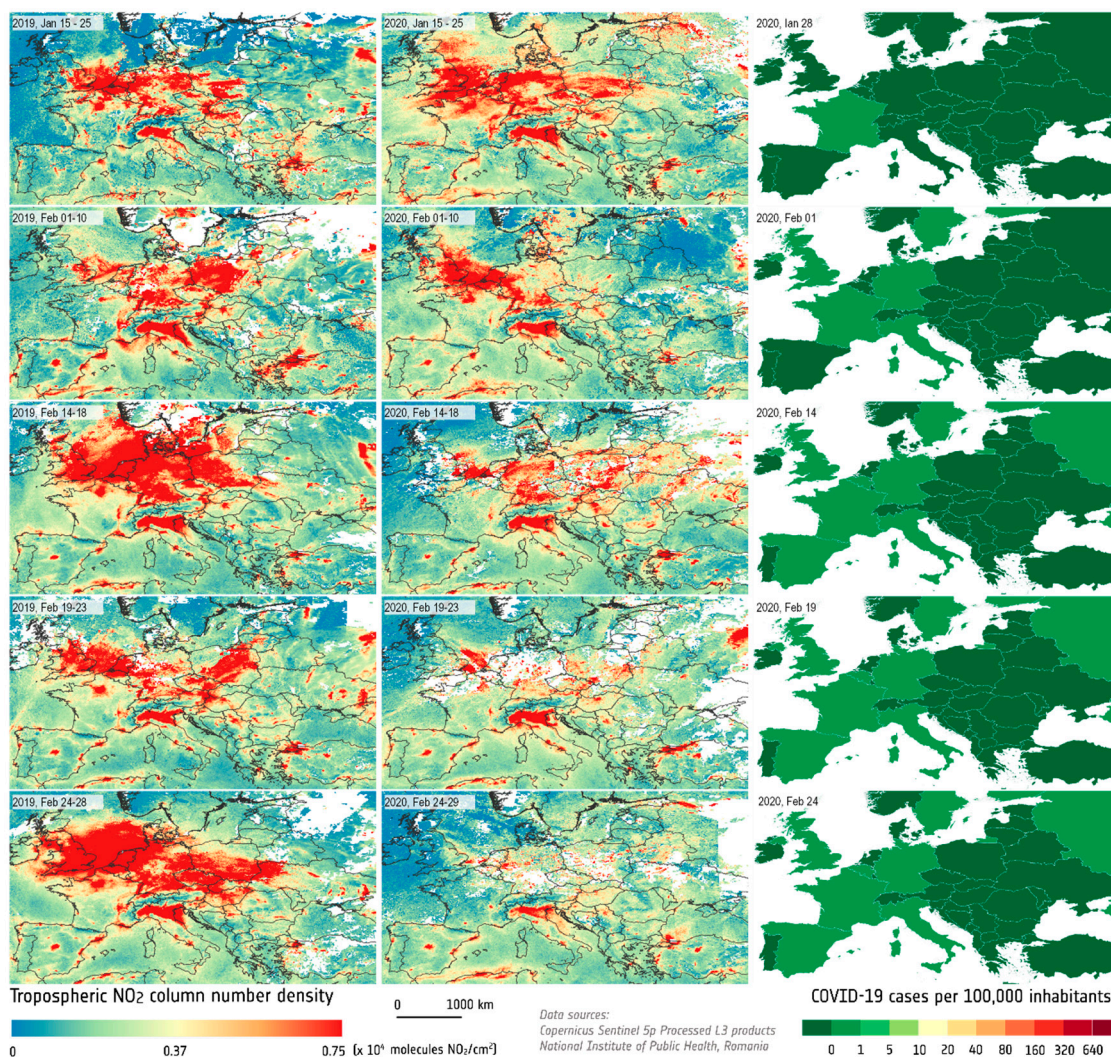 2019, Jan 15 - 25
2020, Jan 15 - 25
2020, Ian 28
2019, Feb 01-10
2020, Feb 01-10
2020, Feb 01
2019, Feb 14-18
2020, Feb 14-18
2020, Feb 14
2019, Feb 19-23
2020, Feb 19-23
2020, Feb 19
2019, Feb 24-28
2020, Feb 24-29
2020, Feb 24
Tropospheric NO₂ column number density
0 0.37 0.75 (x 10⁴ molecules NO₂/cm²)
0 1000 km
Data sources:
Copernicus Sentinel 5p Processed L3 products
National Institute of Public Health, Romania
COVID-19 cases per 100,000 inhabitants
0 1 5 10 20 40 80 160 320 640